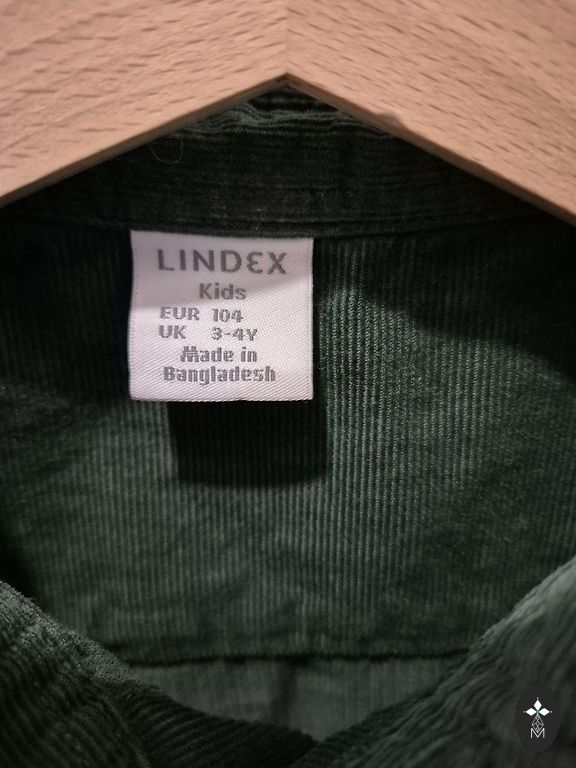 LINDEX
Kids
EUR 104
UK 3-4Y
Made in
Bangladesh
M